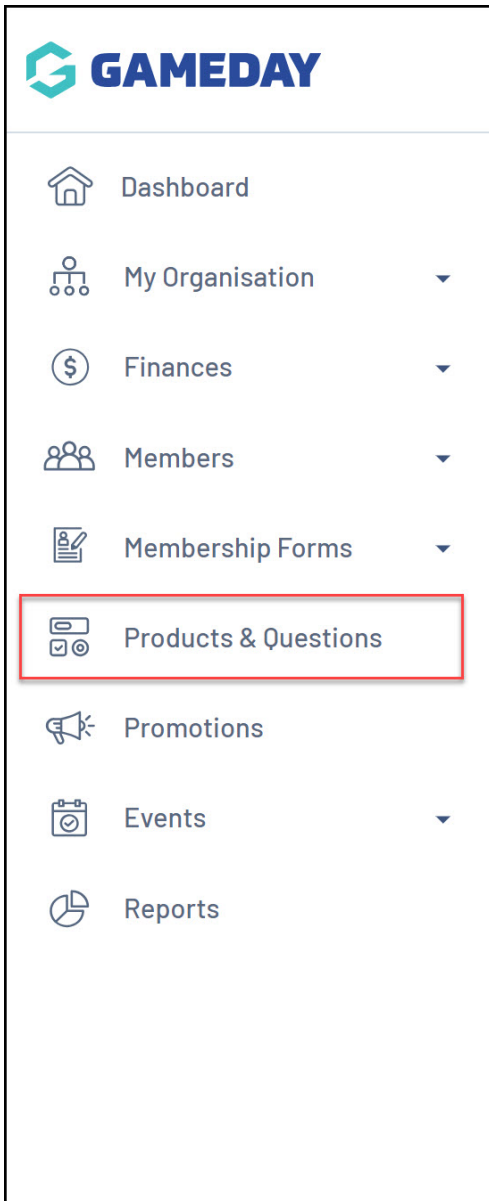 GAMEDAY
Dashboard
My Organisation
Finances
Members
Membership Forms
Products & Questions
Promotions
Events
Reports